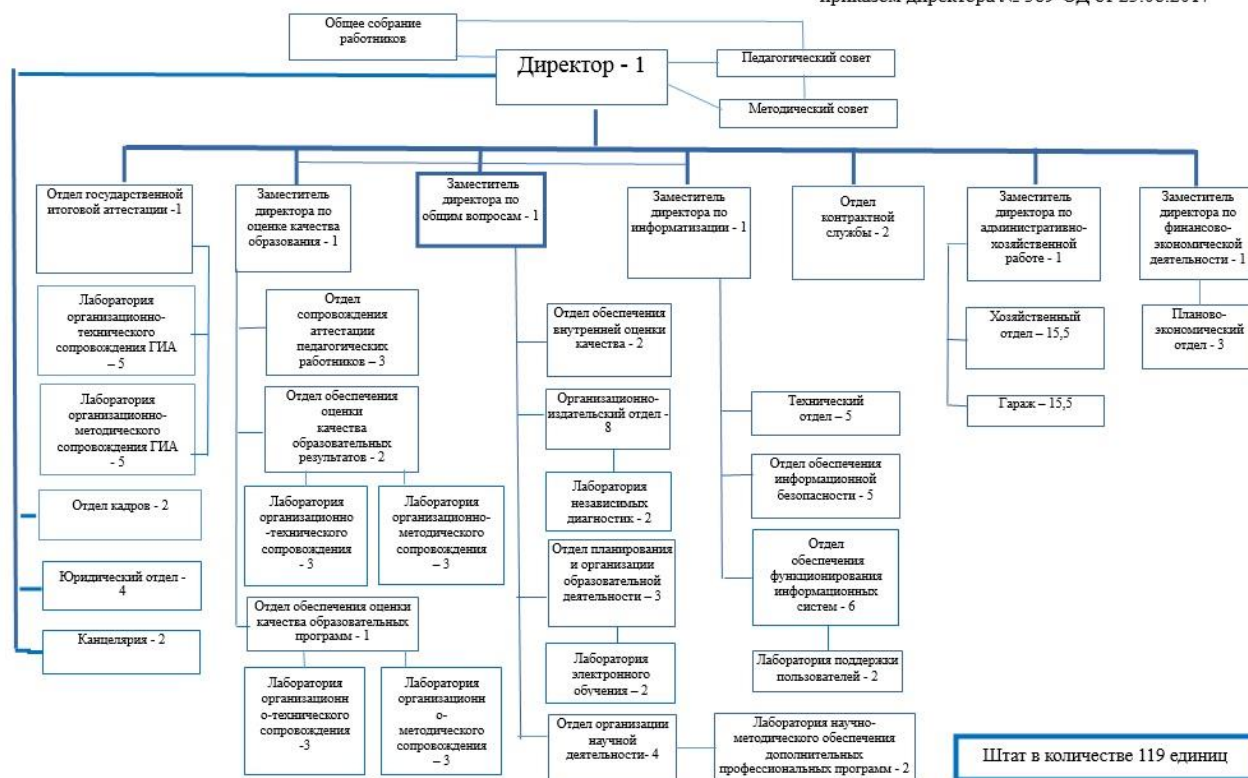 приказом директора № 389-ОД от 25.08.2017
Общее собрание
работников
Директор - 1
Педагогический совет
Методический совет
Отдел государственной
итоговой аттестации -1
Заместитель
директора по
оценке качества
образования - 1
Заместитель
директора по
общим вопросам - 1
Заместитель
директора по
информатизации - 1
Отдел
контрактной
службы - 2
Заместитель
директора по
административно-
хозяйственной
работе - 1
Заместитель
директора по
финансово-
экономической
деятельности - 1
Лаборатория
организационно-
технического
сопровождения ГИА
– 5
Лаборатория
организационно-
методического
сопровождения ГИА
- 5
Отдел кадров - 2
Юридический отдел -
4
Канцелярия - 2
Отдел
сопровождения
аттестации
педагогических
работников – 3
Отдел обеспечения
оценки
качества
образовательных
результатов - 2
Лаборатория
организационно
-технического
сопровождения
- 3
Лаборатория
организационно-
методического
сопровождения –
3
Отдел обеспечения оценки
качества образовательных
программ - 1
Лаборатория
организационн
о-технического
сопровождения
-3
Лаборатория
организационн
о-
методического
сопровождения
– 3
Отдел обеспечения
внутренней оценки
качества - 2
Организационно-
издательский отдел -
8
Лаборатория
независимых
диагностик - 2
Отдел планирования
и организации
образовательной
деятельности – 3
Лаборатория
электронного
обучения – 2
Отдел организации
научной
деятельности- 4
Лаборатория научно-
методического обеспечения
дополнительных
профессиональных программ - 2
Технический
отдел – 5
Отдел обеспечения
информационной
безопасности - 5
Отдел
обеспечения
функционирования
информационных
систем - 6
Лаборатория поддержки
пользователей - 2
Хозяйственный
отдел – 15,5
Гараж – 15,5
Планово-
экономический
отдел - 3
Штат в количестве 119 единиц